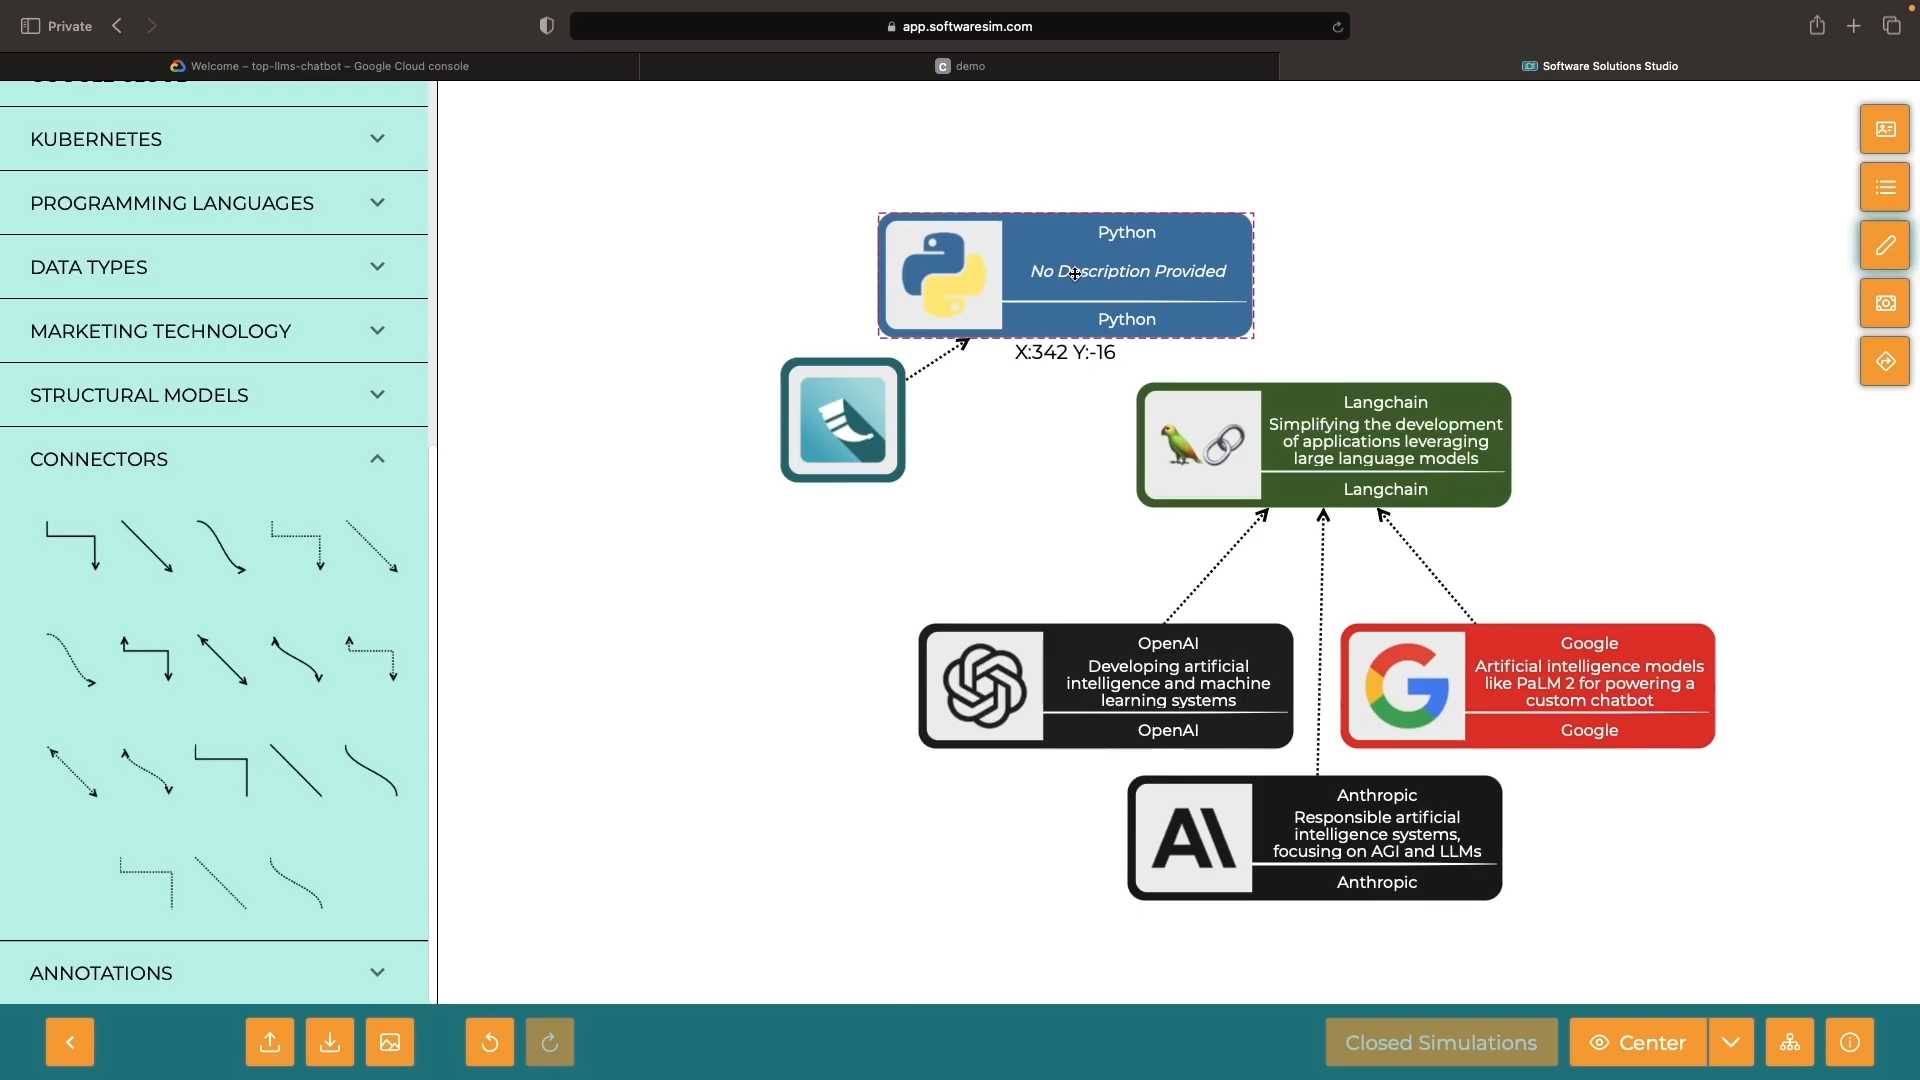 Private
app.softwaresim.com
Welcome – top-llms-chatbot – Google Cloud console
C demo
Software Solutions Studio
GOOGLE CLOUD
KUBERNETES
PROGRAMMING LANGUAGES
DATA TYPES
MARKETING TECHNOLOGY
STRUCTURAL MODELS
CONNECTORS
ANNOTATIONS
Python
No Description Provided
Python
X:342 Y:-16
Langchain
Simplifying the development
of applications leveraging
large language models
Langchain
OpenAI
Developing artificial
intelligence and machine
learning systems
OpenAI
Google
Artificial intelligence models
like PaLM 2 for powering a
custom chatbot
Google
Anthropic
Responsible artificial
intelligence systems,
focusing on AGI and LLMs
Anthropic
Closed Simulations
Center